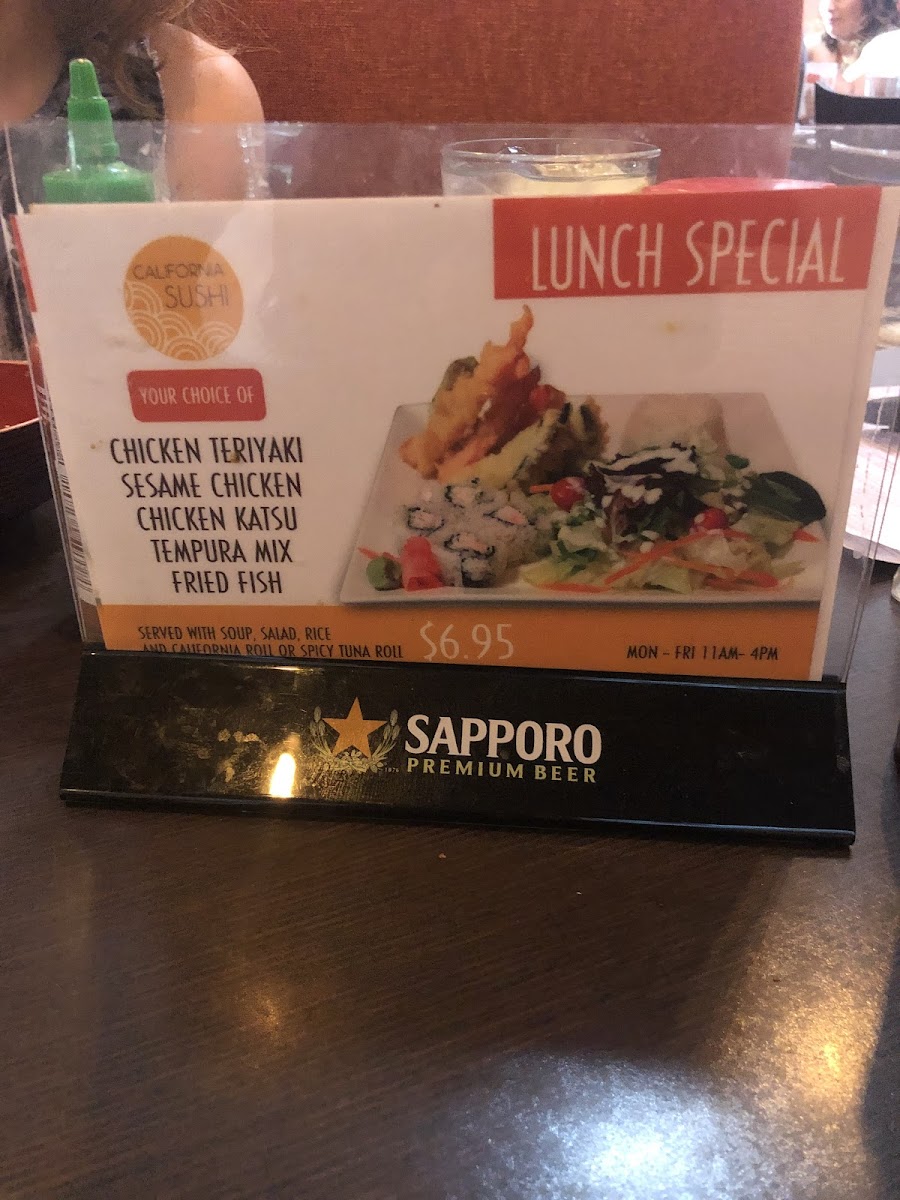 LUNCH SPECIAL
CALIFORNIA
SUSHI
YOUR CHOICE OF
CHICKEN TERIYAKI
SESAME CHICKEN
CHICKEN KATSU
TEMPURA MIX
FRIED FISH
SERVED WITH SOUP, SALAD, RICE
AND CALIFORNIA ROLL OR SPICY TUNA ROLL
$6.95
MON - FRI 11AM- 4PM
SAPPORO
PREMIUM BEER
1876